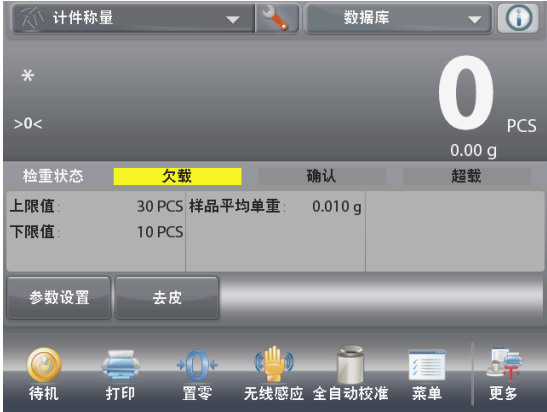 计件称量 数据库
*
0 PCS
>0<
0.00 g
检重状态 欠载 确认 超载
上限值: 30 PCS 样品平均单重: 0.010 g
下限值: 10 PCS
参数设置 去皮
待机 打印 置零 无线感应 全自动校准 菜单 更多